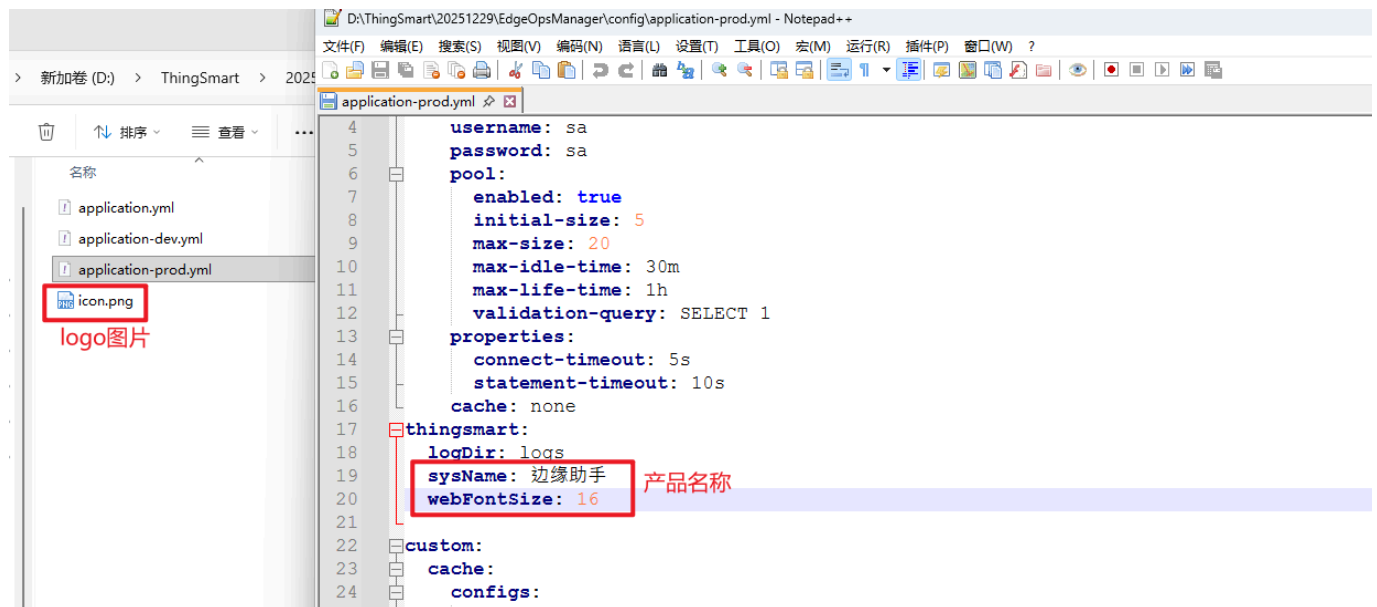 D:\ThingSmart\20251229\EdgeOpsManager\config\application-prod.yml - Notepad++
文件(F) 编辑(E) 搜索(S) 视图(V) 编码(N) 语言(L) 设置(T) 工具(O) 宏(M) 运行(R) 插件(P) 窗口(W) ?
> 新加卷 (D:) > ThingSmart > 2025
application-prod.yml
排序 查看 ...
名称
application.yml
application-dev.yml
application-prod.yml
icon.png
logo图片
4 username: sa
5 password: sa
6 pool:
7 enabled: true
8 initial-size: 5
9 max-size: 20
10 max-idle-time: 30m
11 max-life-time: 1h
12 validation-query: SELECT 1
13 properties:
14 connect-timeout: 5s
15 statement-timeout: 10s
16 cache: none
17 thingsmart:
18 logDir: logs
19 sysName: 边缘助手
产品名称
20 webFontSize: 16
21
22 custom:
23 cache:
24 configs: